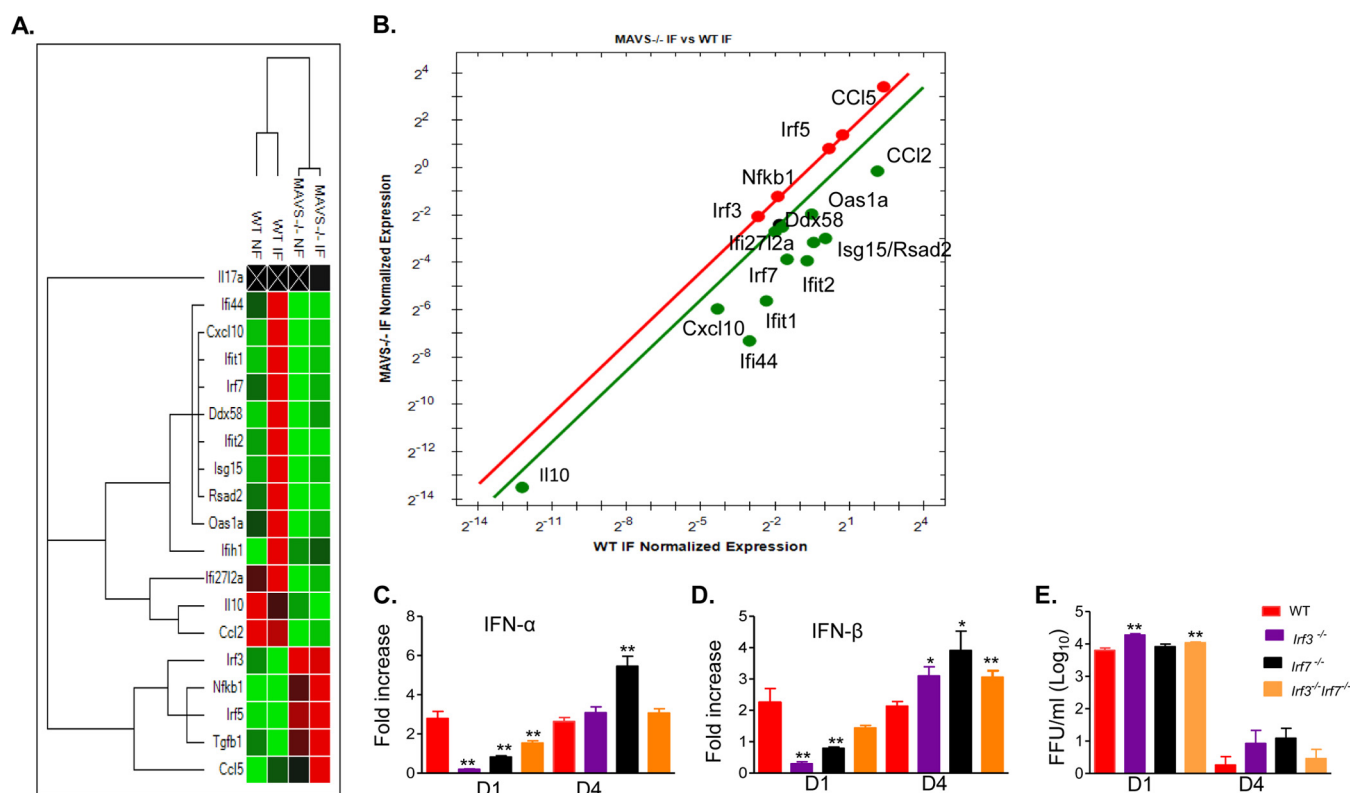 A.
WT NF
WT IF
MAVS-/- NF
MAVS-/- IF
Il17a
Ifi44
Cxcl10
Ifit1
Irf7
Ddx58
Ifit2
Isg15
Rsad2
Oas1a
Ifih1
Ifi27l2a
Il10
Ccl2
Irf3
Nfkb1
Irf5
Tgfb1
Ccl5
B.
MAVS-/- IF vs WT IF
MAVS-/- IF Normalized Expression
2^4
2^2
2^0
2^-2
2^-4
2^-6
2^-8
2^-10
2^-12
2^-14
CCl5
Irf5
CCl2
Nfkb1
Oas1a
Irf3
Ddx58
Ifi27l2a
Isg15/Rsad2
Irf7
Ifit2
Cxcl10
Ifit1
Ifi44
Il10
2^-14 2^-11 2^-8 2^-5 2^-2 2^1 2^4
WT IF Normalized Expression
C.
IFN-α
Fold increase
8
6
4
2
0
** ** ** **
D1 D4
D.
IFN-β
Fold increase
5
4
3
2
1
0
** ** * * **
D1 D4
E.
FFU/ml (Log10)
5
4
3
2
1
0
** **
D1 D4
WT
Irf3 -/-
Irf7 -/-
Irf3-/-Irf7-/-